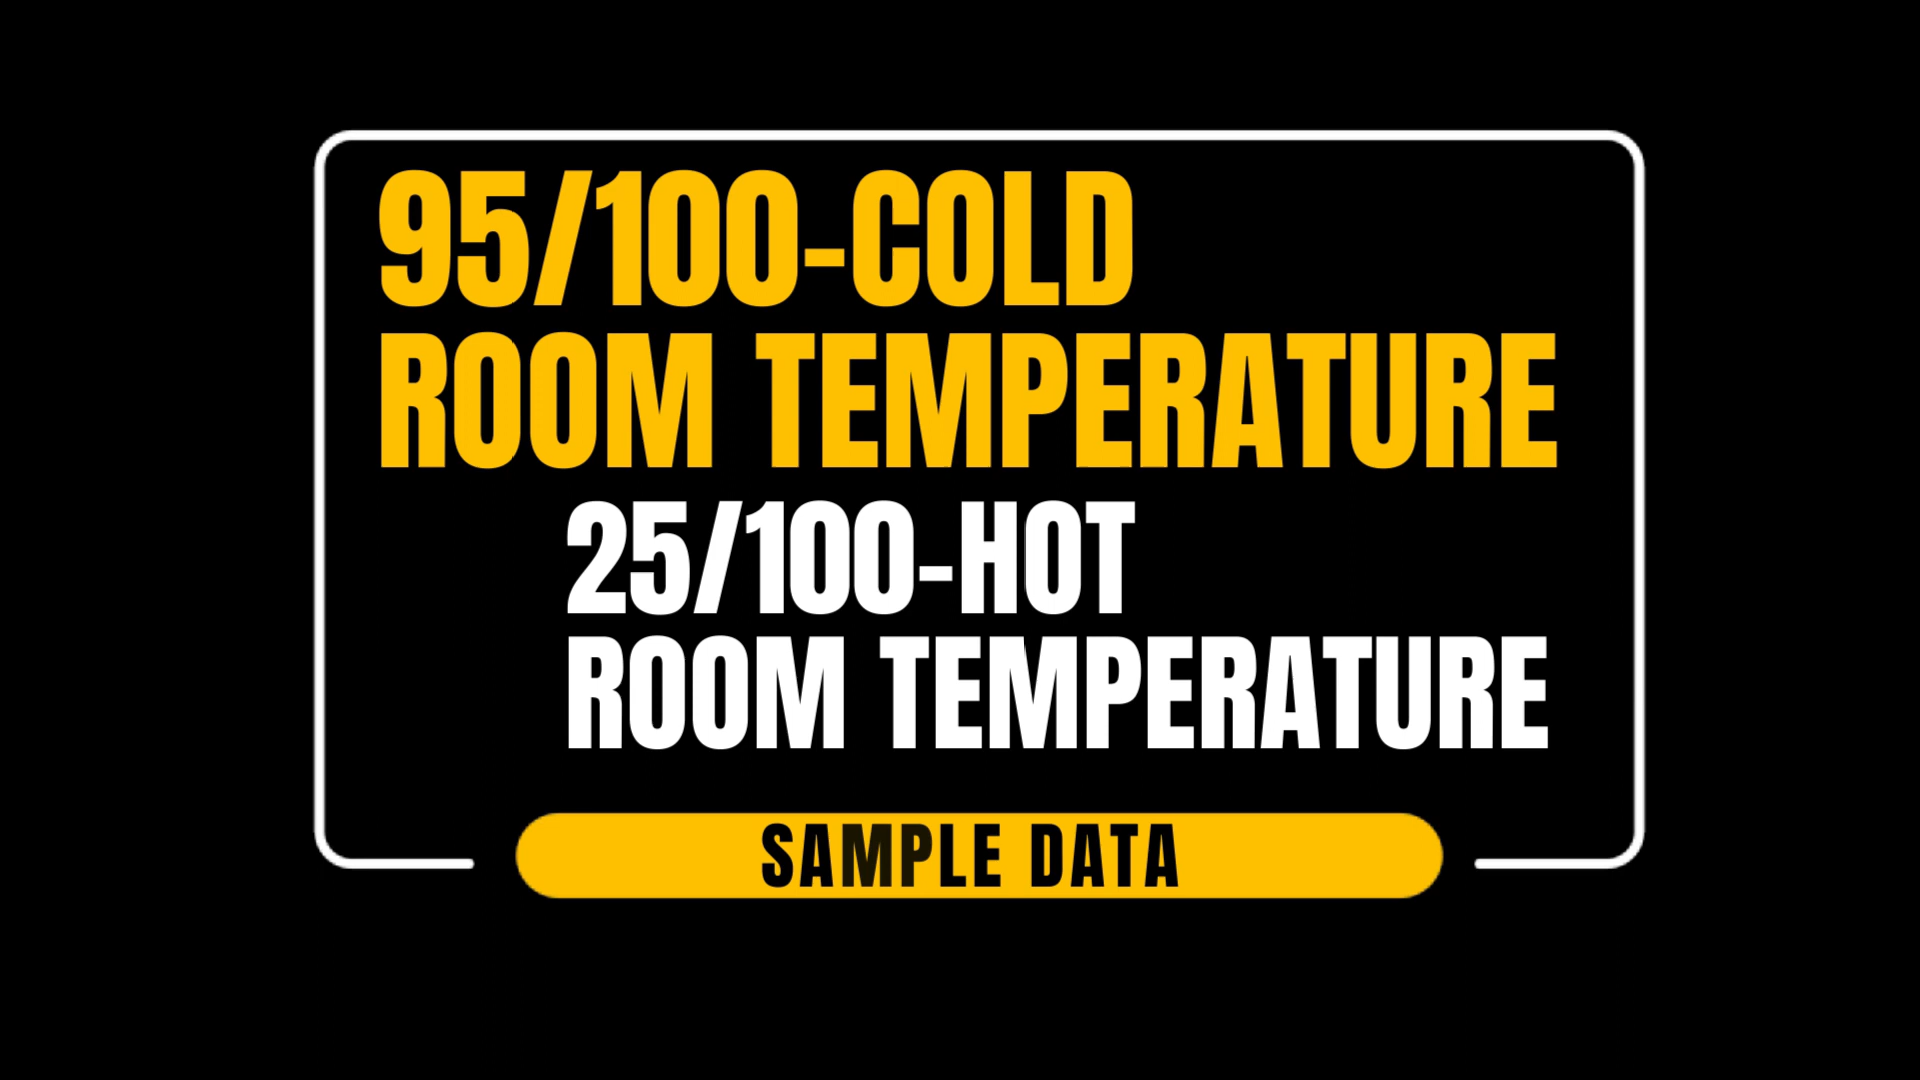 95/100-COLD
ROOM TEMPERATURE
25/100-HOT
ROOM TEMPERATURE
SAMPLE DATA